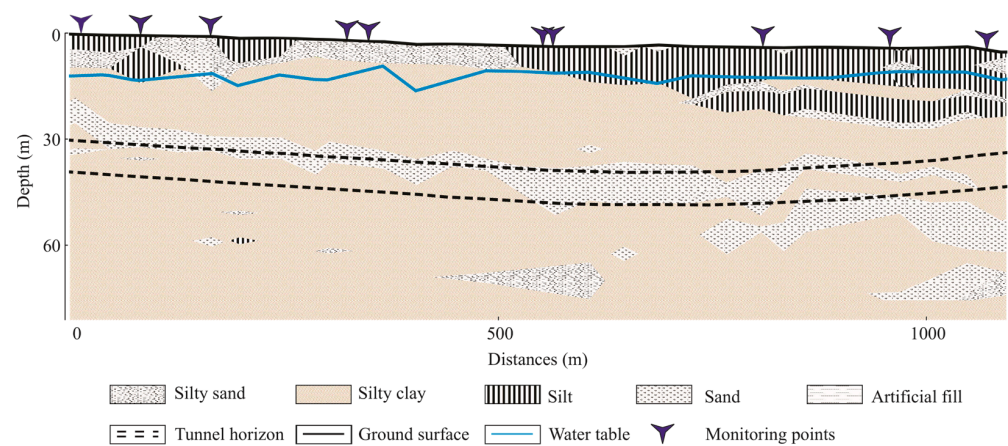 0
30
60
Depth (m)
0 500 1000
Distances (m)
Silty sand Silty clay Silt Sand Artificial fill
Tunnel horizon Ground surface Water table Monitoring points